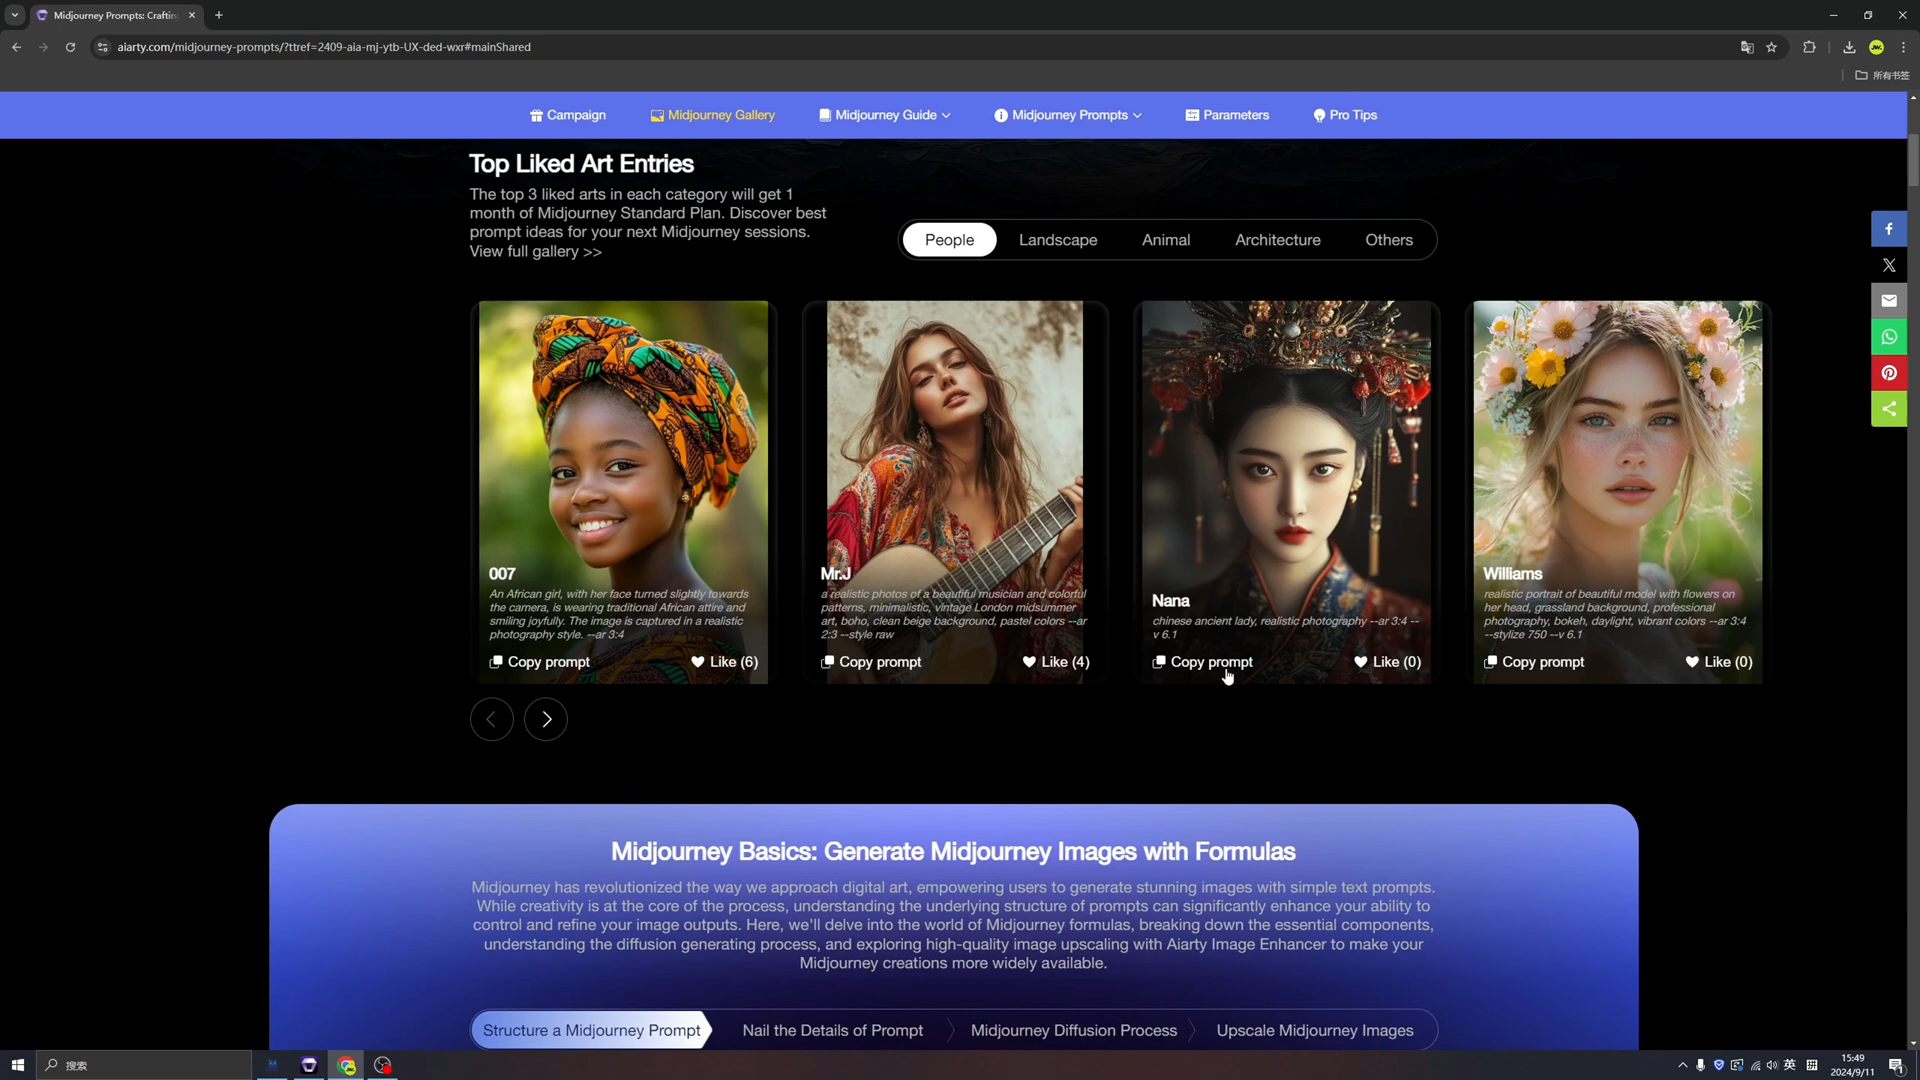 Midjourney Prompts: Crafting
aiarty.com/midjourney-prompts/?ttref=2409-aia-mj-ytb-UX-ded-wxr#mainShared
所有书签
Campaign
Midjourney Gallery
Midjourney Guide
Midjourney Prompts
Parameters
Pro Tips
Top Liked Art Entries
The top 3 liked arts in each category will get 1
month of Midjourney Standard Plan. Discover best
prompt ideas for your next Midjourney sessions.
View full gallery >>
People
Landscape
Animal
Architecture
Others
007
An African girl, with her face turned slightly towards
the camera, is wearing traditional African attire and
smiling joyfully. The image is captured in a realistic
photography style. --ar 3:4
Copy prompt
Like (6)
Mr.J
a realistic photos of a beautiful musician and colorful
patterns, minimalistic, vintage London midsummer
art, boho, clean beige background, pastel colors --ar
2:3 --style raw
Copy prompt
Like (4)
Nana
chinese ancient lady, realistic photography --ar 3:4 --
v 6.1
Copy prompt
Like (0)
Williams
realistic portrait of beautiful model with flowers on
her head, grassland background, professional
photography, bokeh, daylight, vibrant colors --ar 3:4
--stylize 750 --v 6.1
Copy prompt
Like (0)
Midjourney Basics: Generate Midjourney Images with Formulas
Midjourney has revolutionized the way we approach digital art, empowering users to generate stunning images with simple text prompts.
While creativity is at the core of the process, understanding the underlying structure of prompts can significantly enhance your ability to
control and refine your image outputs. Here, we'll delve into the world of Midjourney formulas, breaking down the essential components,
understanding the diffusion generating process, and exploring high-quality image upscaling with Aiarty Image Enhancer to make your
Midjourney creations more widely available.
Structure a Midjourney Prompt
Nail the Details of Prompt
Midjourney Diffusion Process
Upscale Midjourney Images
搜索
英
15:49
2024/9/11